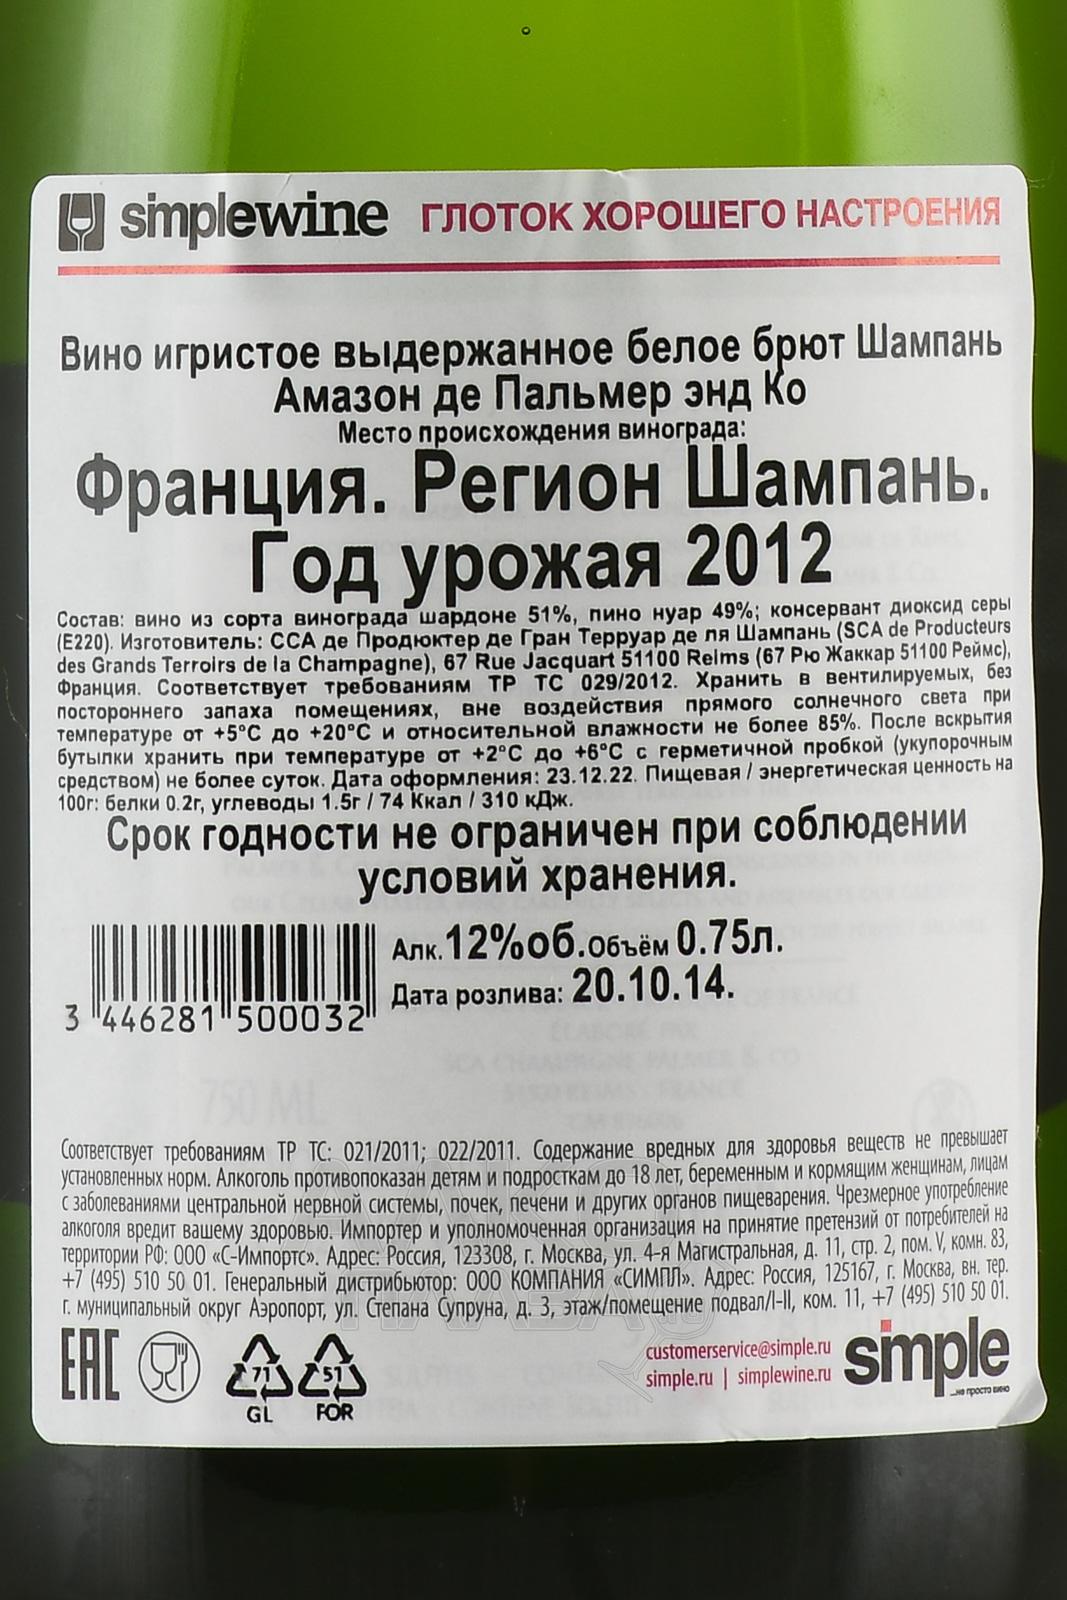 simplewine ГЛОТОК ХОРОШЕГО НАСТРОЕНИЯ
Вино игристое выдержанное белое брют Шампань
Амазон де Пальмер энд Ко
Место происхождения винограда:
Франция. Регион Шампань.
Год урожая 2012
Состав: вино из сорта винограда шардоне 51%, пино нуар 49%; консервант диоксид серы
(Е220). Изготовитель: ССА де Продюктер де Гран Терруар де ля Шампань (SCA de Producteurs
des Grands Terroirs de la Champagne), 67 Rue Jacquart 51100 Reims (67 Рю Жаккар 51100 Реймс),
Франция. Соответствует требованиям ТР ТС 029/2012. Хранить в вентилируемых, без
постороннего запаха помещениях, вне воздействия прямого солнечного света при
температуре от +5°C до +20°C и относительной влажности не более 85%. После вскрытия
бутылки хранить при температуре от +2°C до +6°C с герметичной пробкой (укупорочным
средством) не более суток. Дата оформления: 23.12.22. Пищевая / энергетическая ценность на
100г: белки 0.2г, углеводы 1.5г / 74 Ккал / 310 кДж.
Срок годности не ограничен при соблюдении
условий хранения.
Алк. 12%об. Объём 0.75л.
Дата розлива: 20.10.14.
3 446281 500032
750 ML
Соответствует требованиям ТР ТС: 021/2011; 022/2011. Содержание вредных для здоровья веществ не превышает
установленных норм. Алкоголь противопоказан детям и подросткам до 18 лет, беременным и кормящим женщинам, лицам
с заболеваниями центральной нервной системы, почек, печени и других органов пищеварения. Чрезмерное употребление
алкоголя вредит вашему здоровью. Импортер и уполномоченная организация на принятие претензий от потребителей на
территории РФ: ООО «С-Импортс». Адрес: Россия, 123308, г. Москва, ул. 4-я Магистральная, д. 11, стр. 2, пом. V, комн. 83,
+7 (495) 510 50 01. Генеральный дистрибьютор: ООО КОМПАНИЯ «СИМПЛ». Адрес: Россия, 125167, г. Москва, вн. тер.
г. муниципальный округ Аэропорт, ул. Степана Супруна, д. 3, этаж/помещение подвал/I-II, ком. 11, +7 (495) 510 50 01.
EAC
71
GL
51
FOR
customerservice@simple.ru
simple.ru | simplewine.ru
simple
...не просто вино